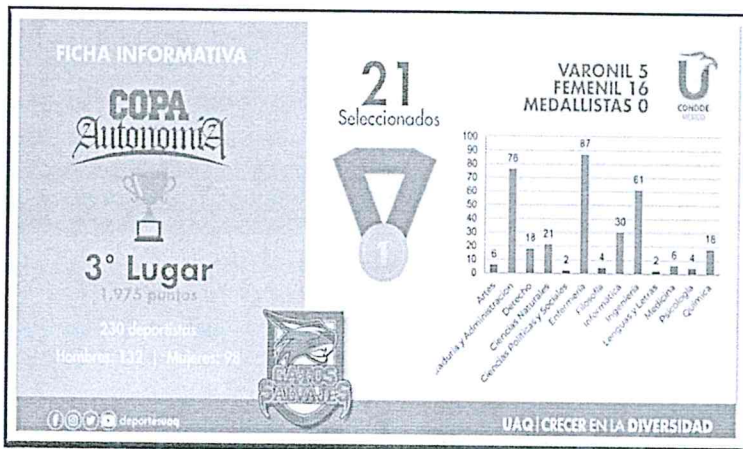 FICHA INFORMATIVA
COPA
Autonomía
3° Lugar
1,975 puntos
230 deportistas
Hombres: 132 | Mujeres: 98
GATOS
SALVAJES
21
Seleccionados
1
VARONIL 5
FEMENIL 16
MEDALLISTAS 0
CONDDE
MÉXICO
100
90
80
70
60
50
40
30
20
10
0
6
76
18
21
2
87
4
30
61
2
6
4
Artes
y Administración
Derecho
Ciencias Naturales
Ciencias Políticas y Sociales
Enfermería
Filosofía
Informática
Ingeniería
Lenguas y Letras
Medicina
Psicología
Química
deportesuaq
UAQ | CRECER EN LA DIVERSIDAD